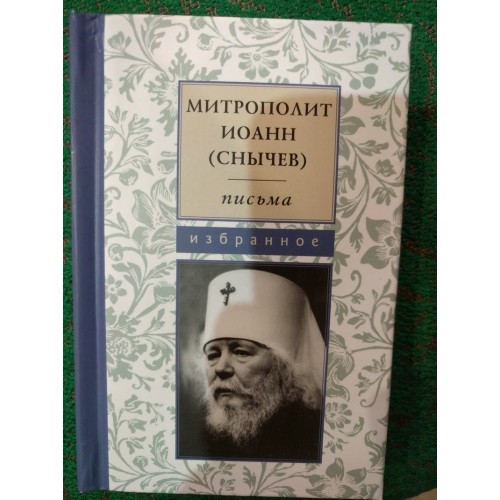 МИТРОПОЛИТ
ИОАНН
(СНЫЧЕВ)
письма
избранное